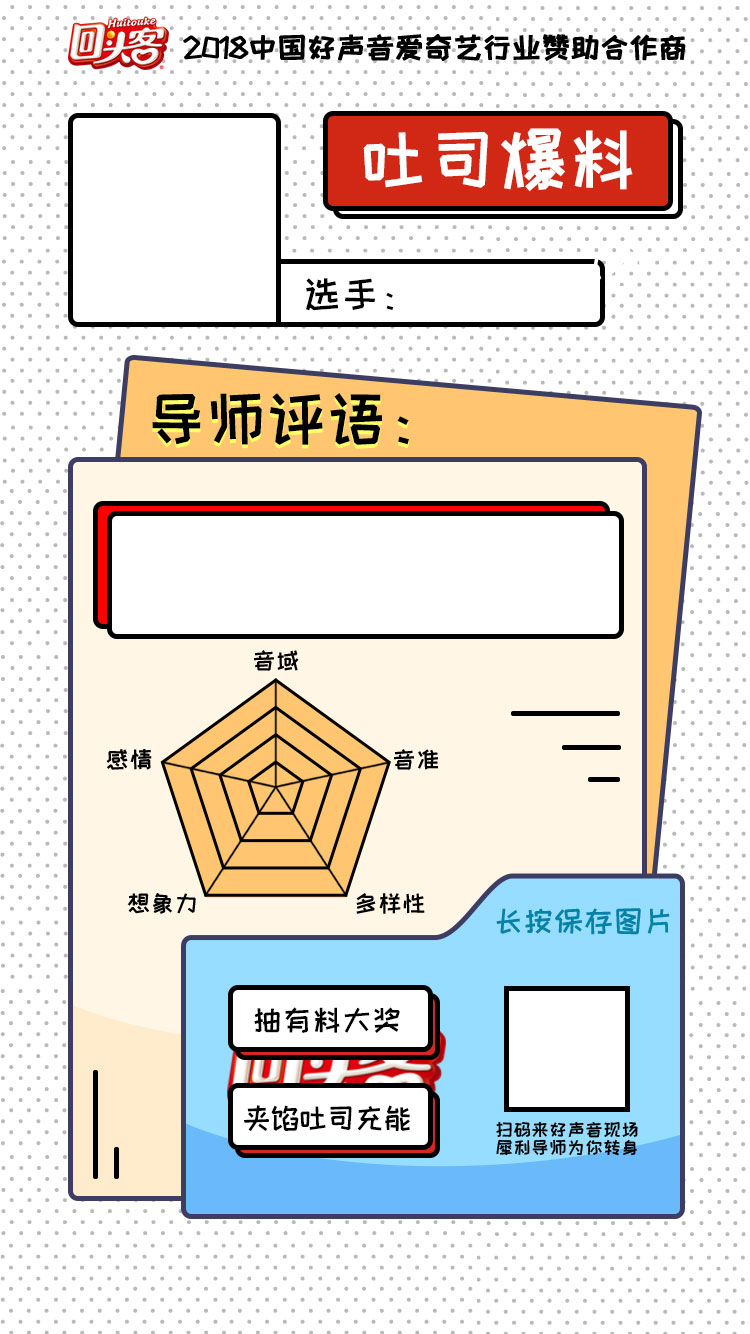 Huitouke
回头客
2018中国好声音爱奇艺行业赞助合作商
吐司爆料
选手：
导师评语：
音域
感情
音准
想象力
多样性
长按保存图片
抽有料大奖
回头客
夹馅吐司充能
扫码来好声音现场
犀利导师为你转身